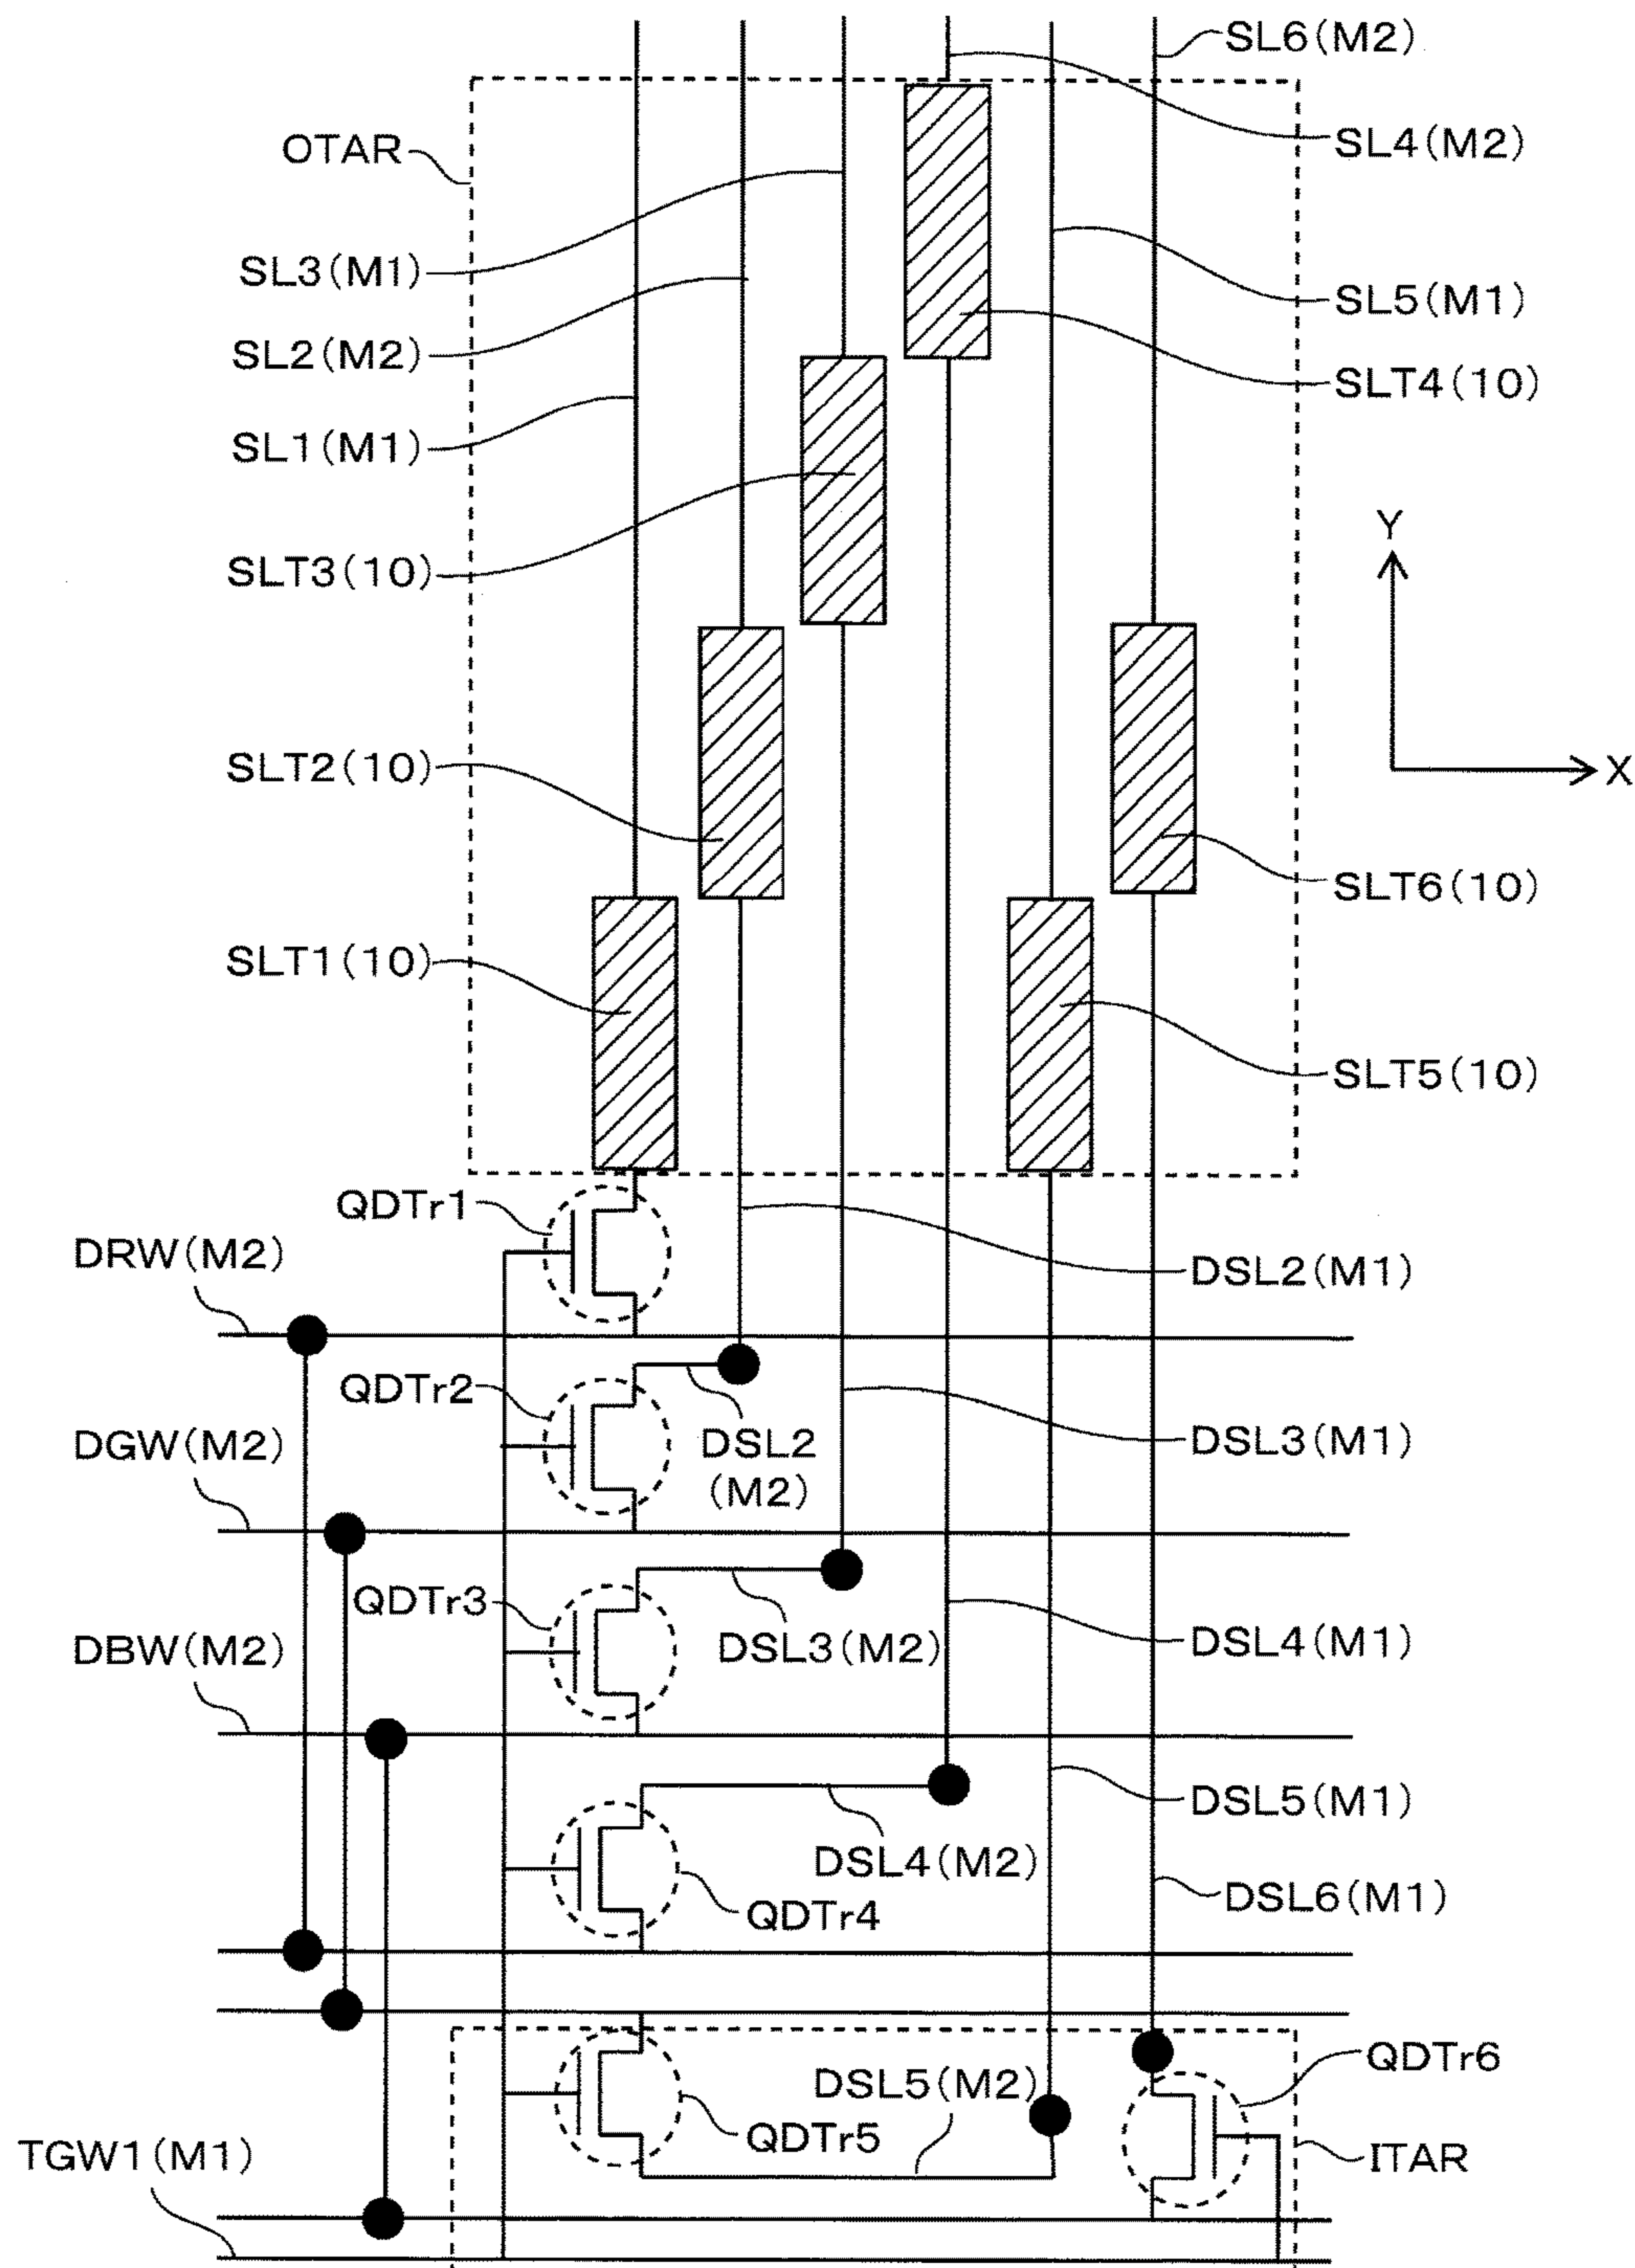 SL6(M2)
OTAR
SL4(M2)
SL3(M1)
SL5(M1)
SL2(M2)
SLT4(10)
SL1(M1)
Y
SLT3(10)
SLT2(10)
X
SLT6(10)
SLT1(10)
SLT5(10)
QDTr1
DRW(M2)
DSL2(M1)
QDTr2
DGW(M2)
DSL2
(M2)
DSL3(M1)
QDTr3
DBW(M2)
DSL3(M2)
DSL4(M1)
DSL5(M1)
DSL4(M2)
DSL6(M1)
QDTr4
QDTr6
DSL5(M2)
QDTr5
TGW1(M1)
ITAR